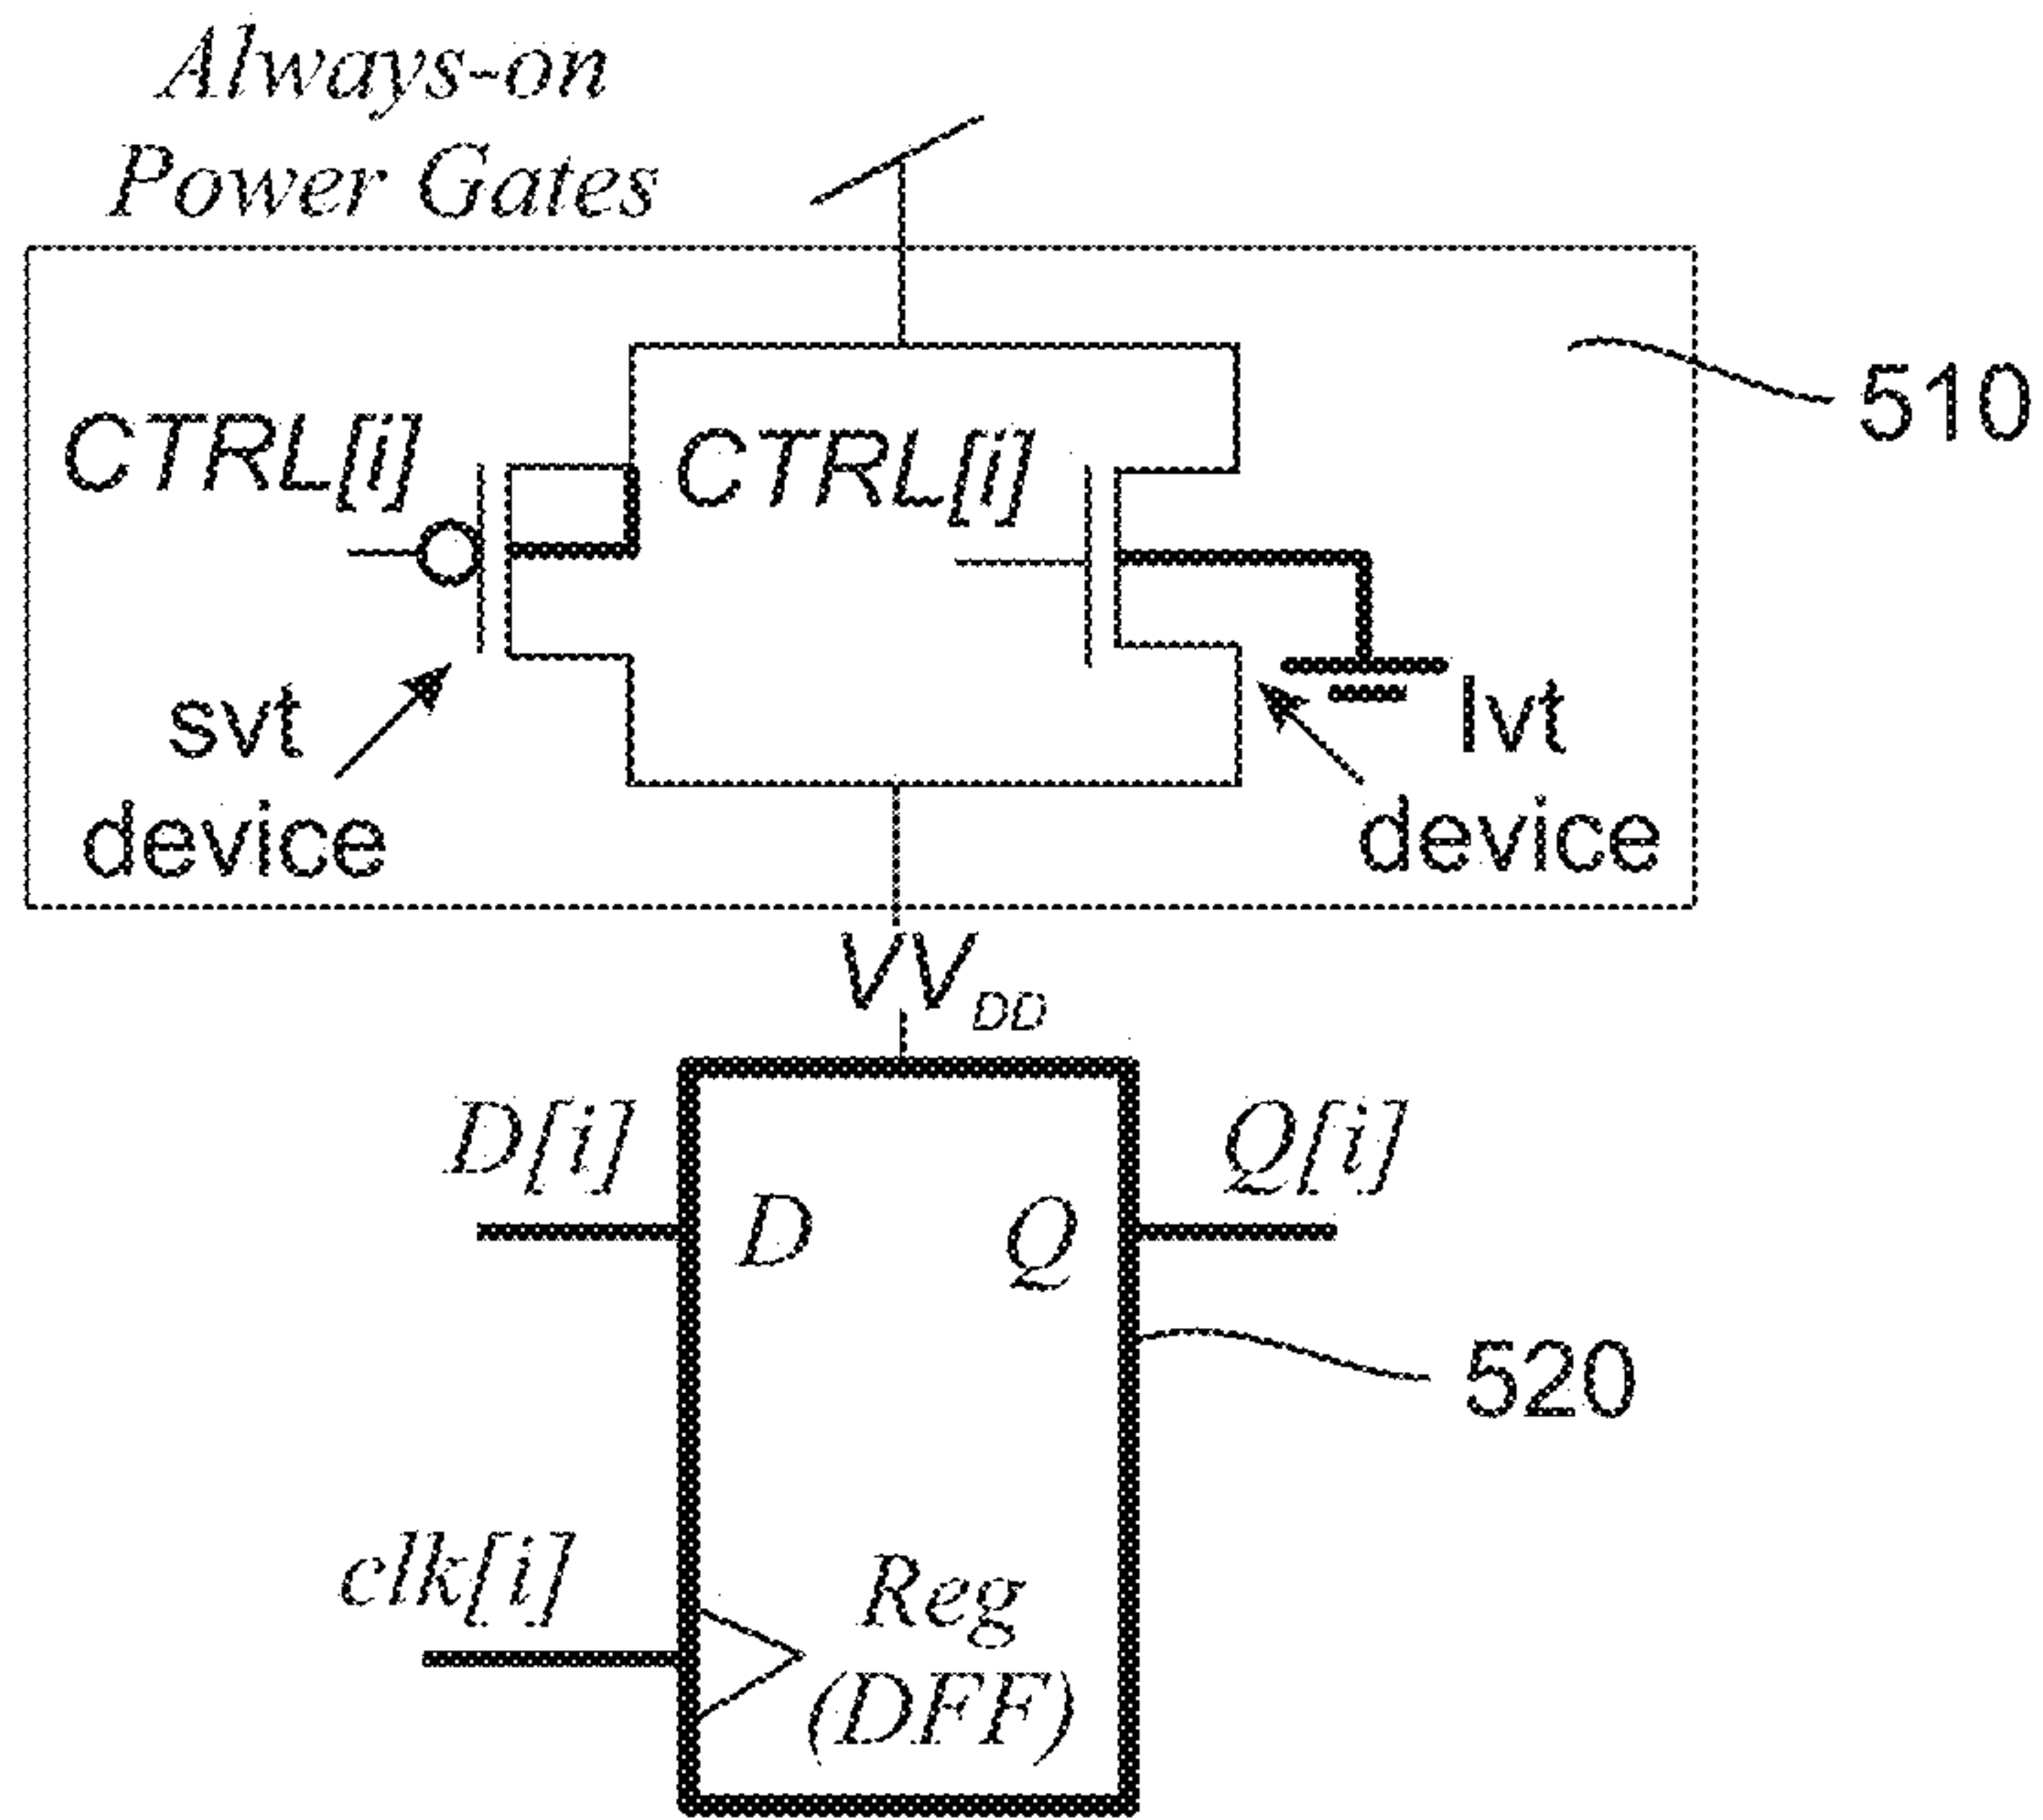 Always-on
Power Gates
510
CTRL[i]
CTRL[i]
svt
device
lvt
device
VV_DD
D[i]
Q[i]
D
Q
520
clk[i]
Reg
(DFF)